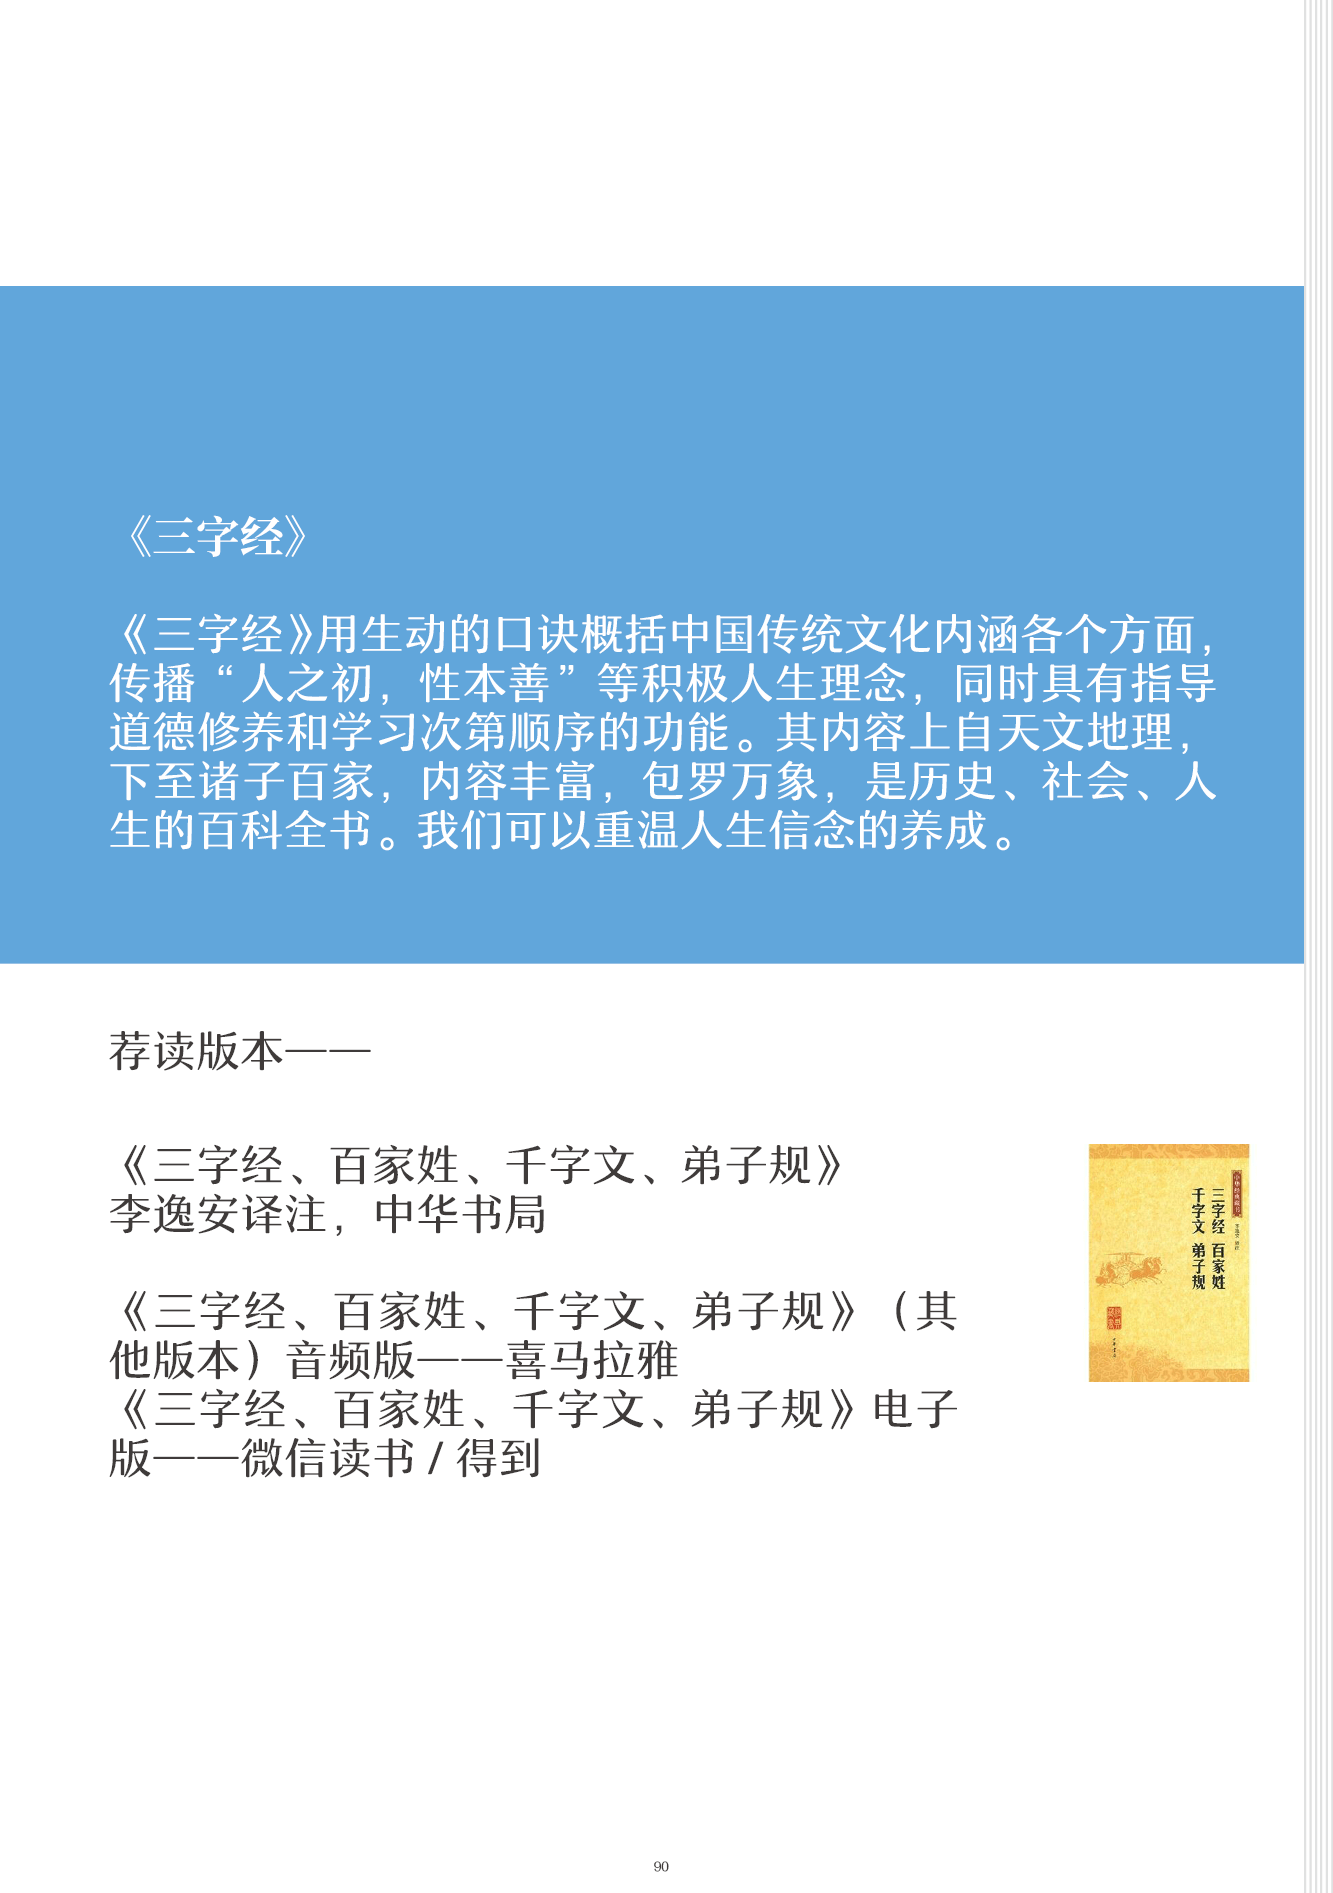 《三字经》
《三字经》用生动的口诀概括中国传统文化内涵各个方面，
传播“人之初，性本善”等积极人生理念，同时具有指导
道德修养和学习次第顺序的功能。其内容上自天文地理，
下至诸子百家，内容丰富，包罗万象，是历史、社会、人
生的百科全书。我们可以重温人生信念的养成。
荐读版本——
《三字经、百家姓、千字文、弟子规》
李逸安译注，中华书局
《三字经、百家姓、千字文、弟子规》（其
他版本）音频版——喜马拉雅
《三字经、百家姓、千字文、弟子规》电子
版——微信读书 / 得到
中华经典藏书
三字经 百家姓
千字文 弟子规
90